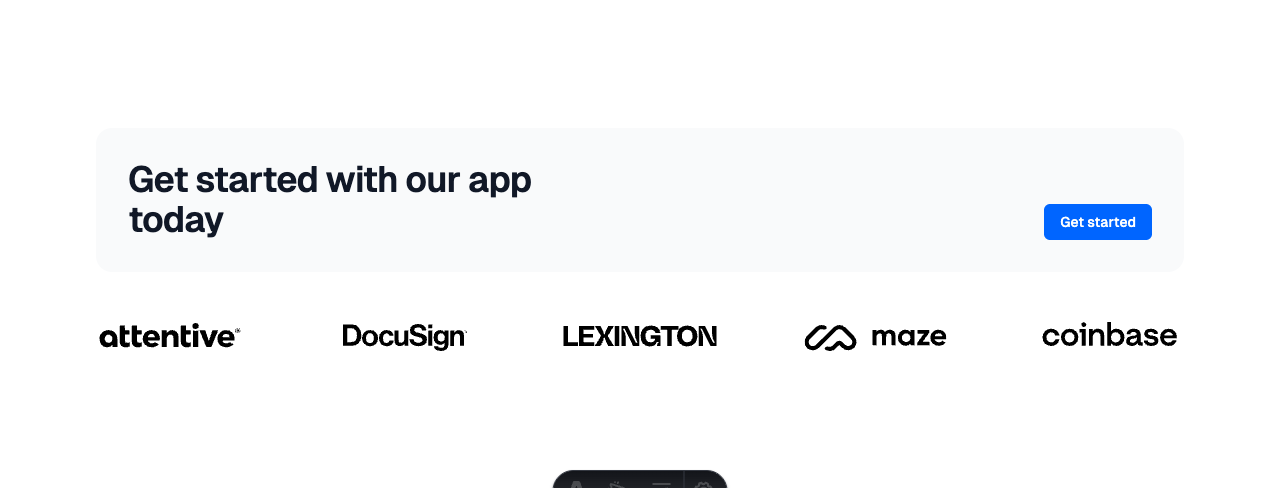 Get started with our app
today
Get started
attentive
DocuSign
LEXINGTON
maze
coinbase